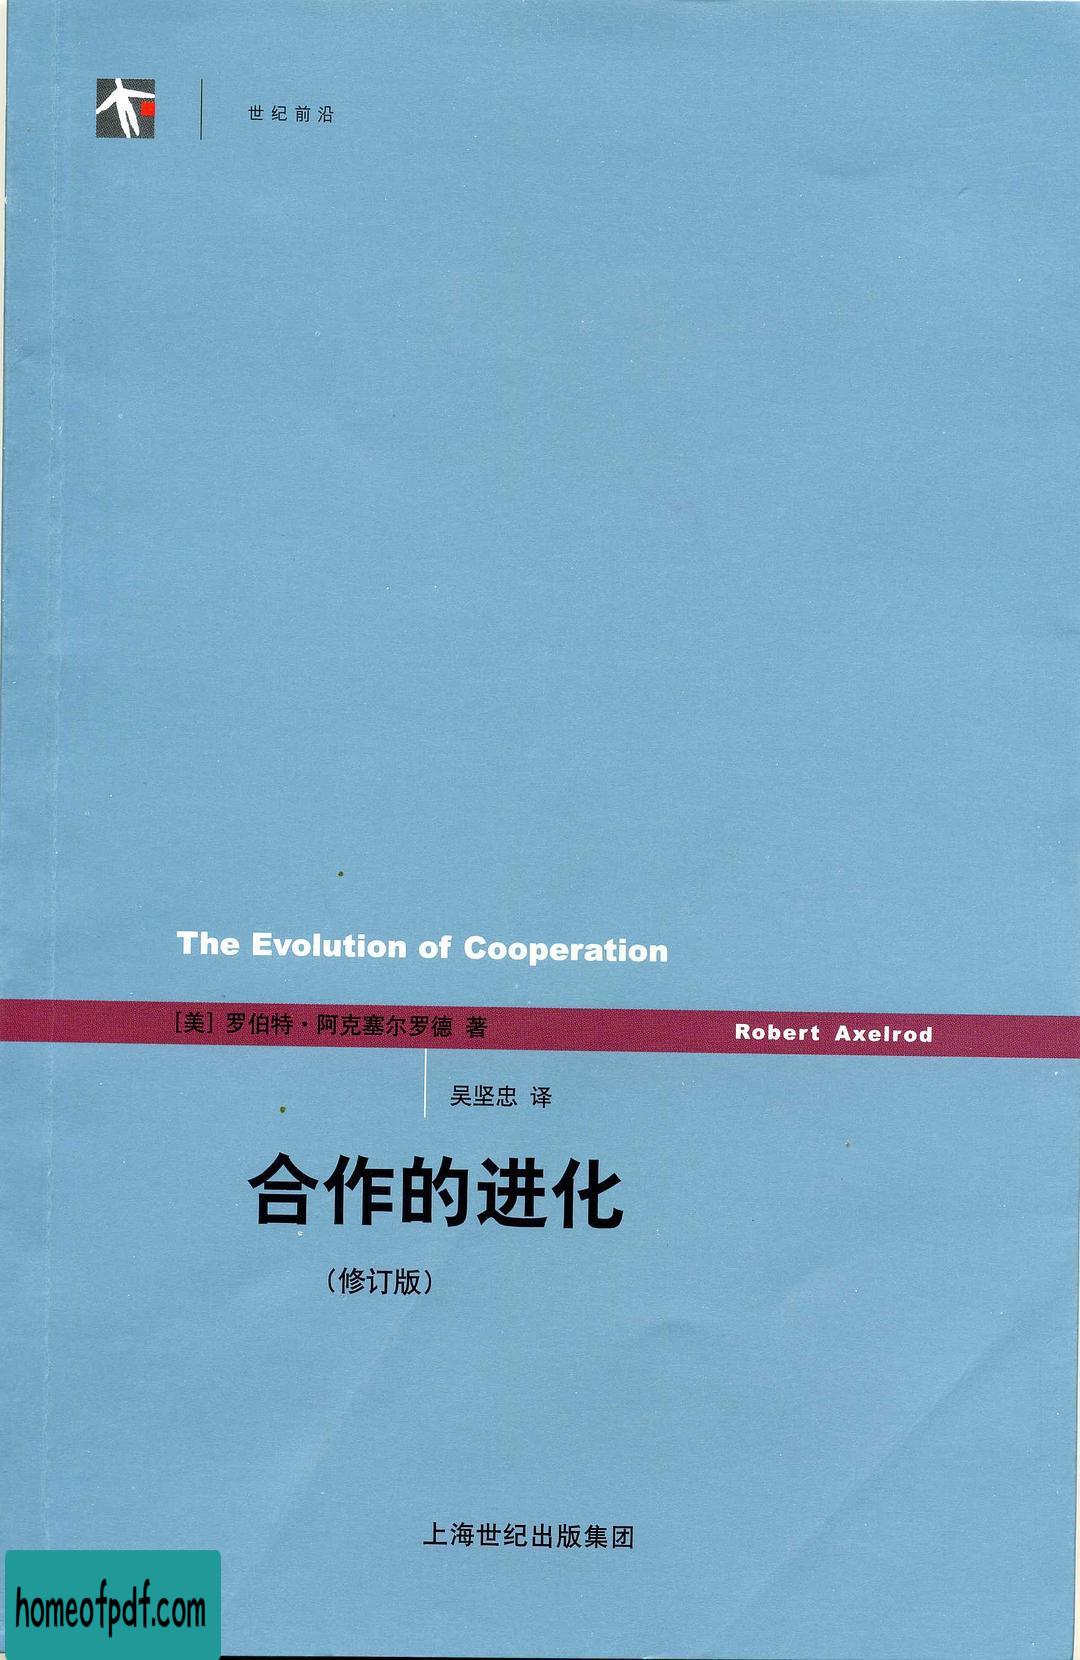 世纪前沿
The Evolution of Cooperation
[美] 罗伯特·阿克塞尔罗德 著
Robert Axelrod
吴坚忠 译
合作的进化
（修订版）
上海世纪出版集团
homeofpdf.com